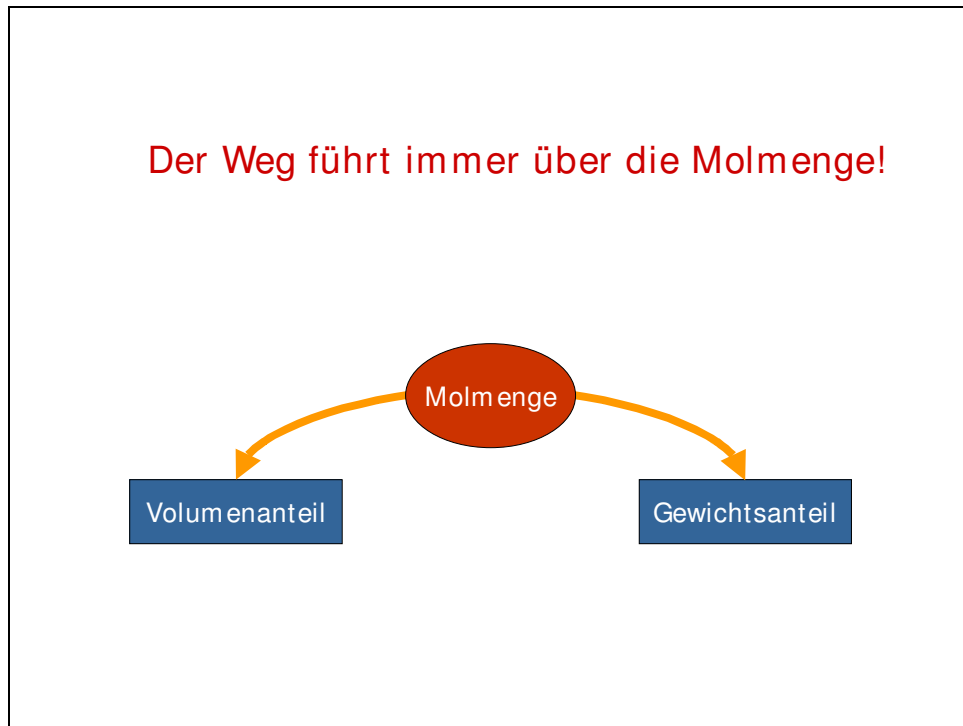 Der Weg führt immer über die Molmenge!
Molmenge
Volumenanteil
Gewichtsanteil